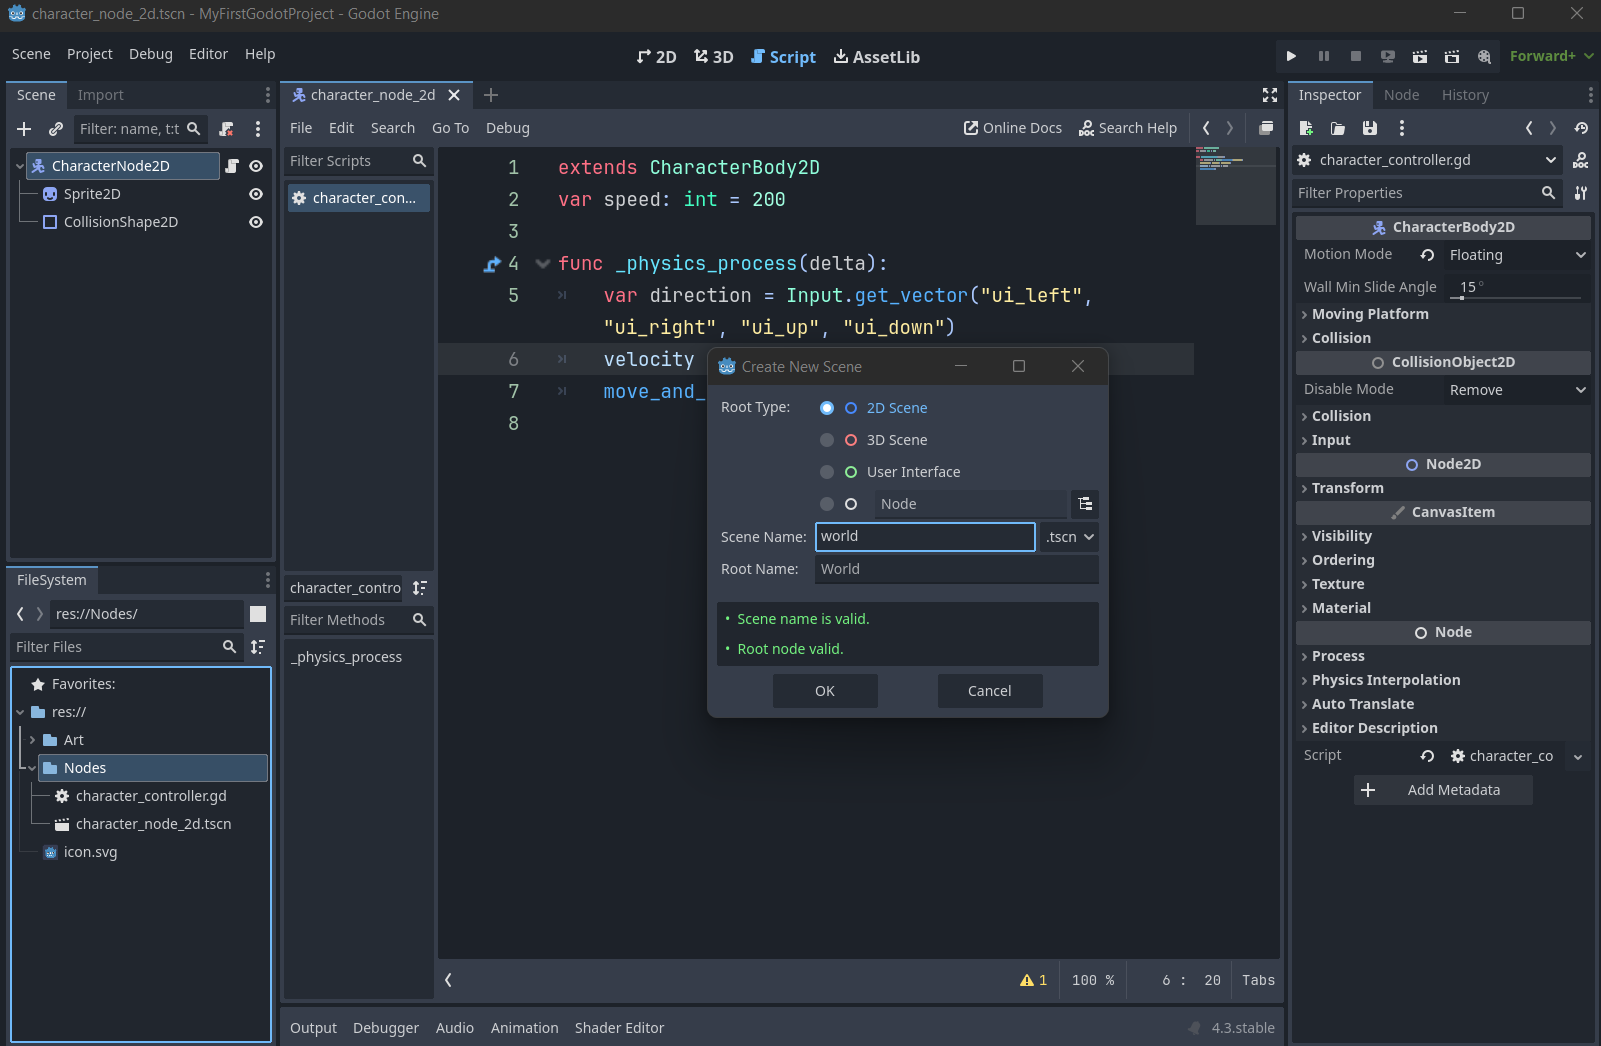 character_node_2d.tscn - MyFirstGodotProject - Godot Engine
Scene Project Debug Editor Help
2D 3D Script AssetLib
Forward+
Scene Import
Filter: name, t:t
CharacterNode2D
Sprite2D
CollisionShape2D
FileSystem
res://Nodes/
Filter Files
Favorites:
res://
Art
Nodes
character_controller.gd
character_node_2d.tscn
icon.svg
character_node_2d
File Edit Search Go To Debug
Online Docs Search Help
Filter Scripts
character_con...
character_contro
Filter Methods
_physics_process
1 extends CharacterBody2D
2 var speed: int = 200
3
4 func _physics_process(delta):
5 var direction = Input.get_vector("ui_left",
"ui_right", "ui_up", "ui_down")
6 velocity
7 move_and_
8
Create New Scene
Root Type: 2D Scene
3D Scene
User Interface
Node
Scene Name: world .tscn
Root Name: World
• Scene name is valid.
• Root node valid.
OK Cancel
1 100 % 6 : 20 Tabs
Output Debugger Audio Animation Shader Editor 4.3.stable
Inspector Node History
character_controller.gd
DOC
Filter Properties
CharacterBody2D
Motion Mode Floating
Wall Min Slide Angle 15 °
Moving Platform
Collision
CollisionObject2D
Disable Mode Remove
Collision
Input
Node2D
Transform
CanvasItem
Visibility
Ordering
Texture
Material
Node
Process
Physics Interpolation
Auto Translate
Editor Description
Script character_co
Add Metadata